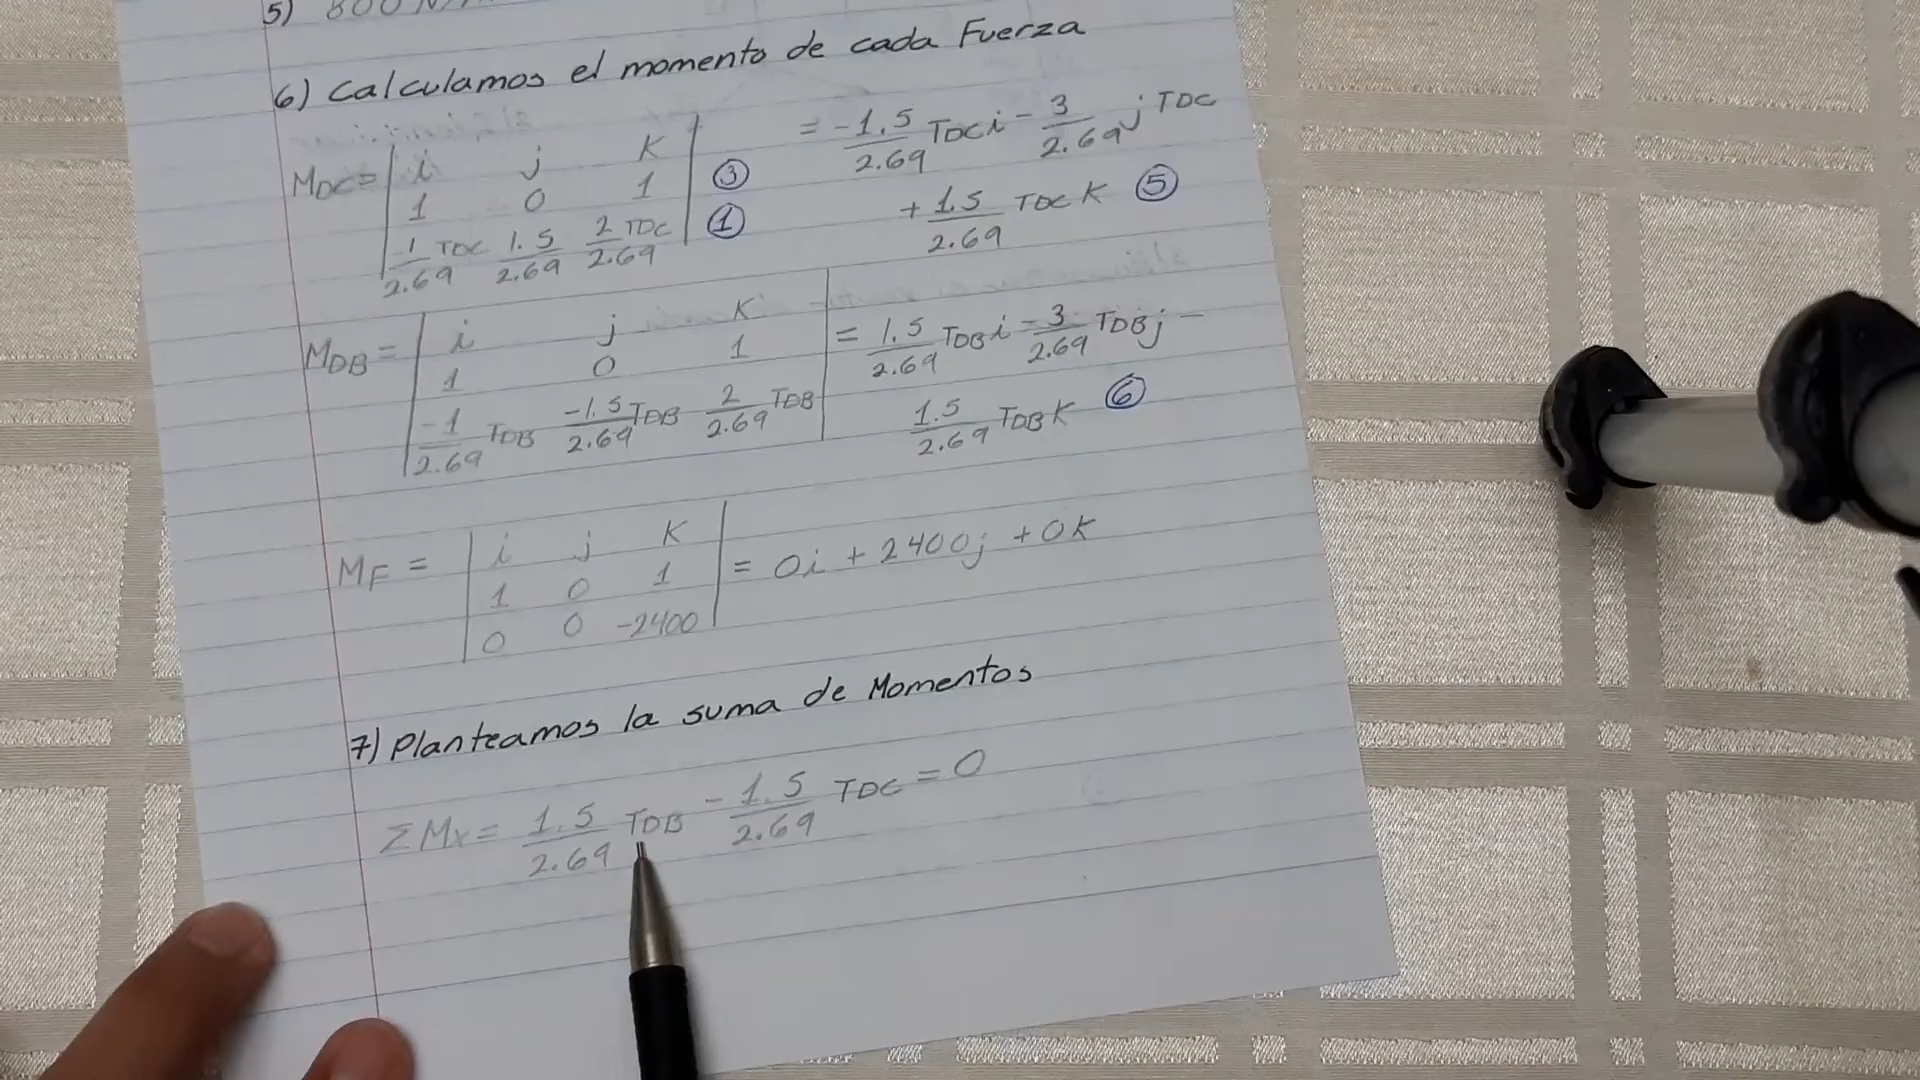 5) 800 N
6) Calculamos el momento de cada Fuerza
MDC = | i j K |
| 1 0 1 | ③
| -1/2.69 TDC 1.5/2.69 2/2.69 TDC | ①
= -1.5/2.69 TDC i - 3/2.69 j TDC
+ 1.5/2.69 TDC K ⑤
MDB = | i j K |
| 1 0 1 |
| -1/2.69 TDB -1.5/2.69 TDB 2/2.69 TDB |
= 1.5/2.69 TDB i - 3/2.69 TDB j -
1.5/2.69 TDB K ⑥
MF = | i j K |
| 1 0 1 |
| 0 0 -2400 |
= 0i + 2400j + 0K
7) Planteamos la suma de Momentos
ΣMx = 1.5/2.69 TDB - 1.5/2.69 TDC = 0